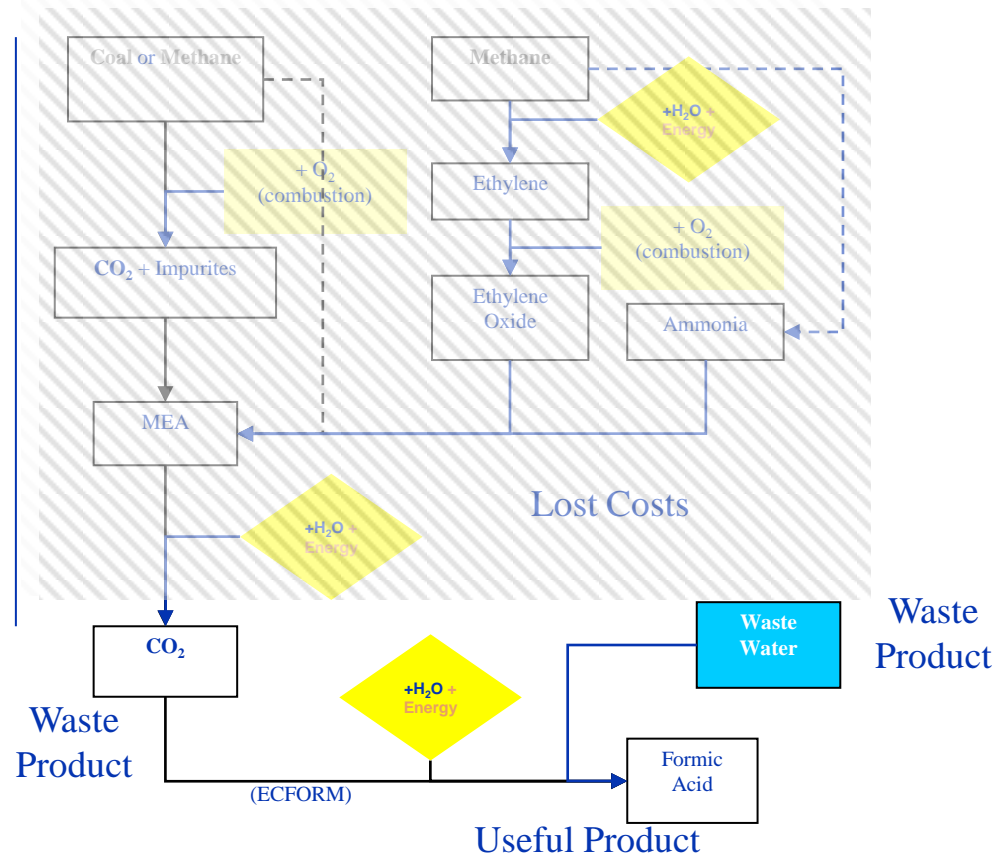 Coal or Methane
Methane
+H₂O +
Energy
+ O₂
(combustion)
Ethylene
+ O₂
(combustion)
CO₂ + Impurites
Ethylene
Oxide
Ammonia
MEA
Lost Costs
+H₂O +
Energy
CO₂
Waste
Water
Waste
Product
+H₂O +
Energy
Waste
Product
Formic
Acid
(ECFORM)
Useful Product